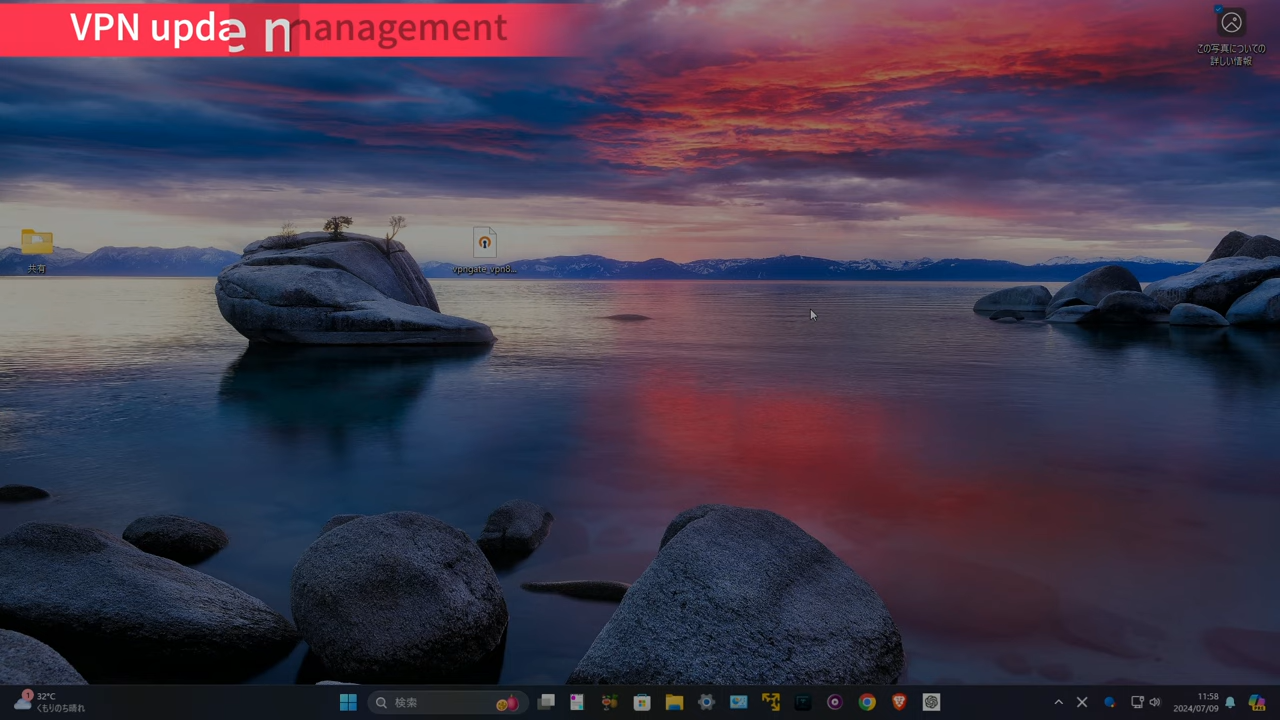 VPN upda e n nanagement
この写真についての
詳しい情報
共有
vpngate_vpn8...
32°C
くもりのち晴れ
検索
11:58
2024/07/09